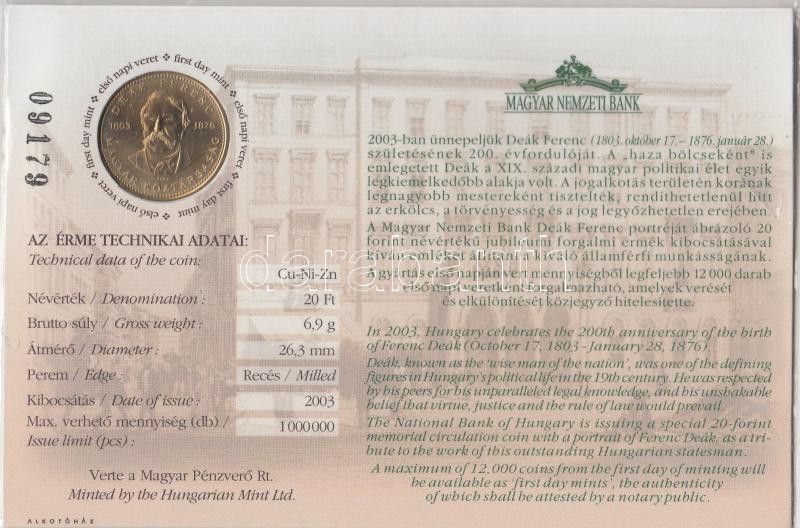 09179
első napi veret ❖ first day mint ❖ első napi veret ❖ first day mint ❖ első napi veret ❖ first day mint
DEÁK FERENC
1803 1876
MAGYAR KÖZTÁRSASÁG
MAGYAR NEMZETI BANK
2003-ban ünnepeljük Deák Ferenc (1803. október 17. – 1876. január 28.)
születésének 200. évfordulóját. A „haza bölcseként" is
emlegetett Deák a XIX. századi magyar politikai élet egyik
legkiemelkedőbb alakja volt. A jogalkotás területén korának
legnagyobb mestereként tisztelték, rendíthetetlenül hitt
az erkölcs, a törvényesség és a jog legyőzhetetlen erejében.
A Magyar Nemzeti Bank Deák Ferenc portréját ábrázoló 20
forint névértékű jubileumi forgalmi érmék kibocsátásával
kíván emléket állítani a kiváló államférfi munkásságának.
A gyártás első napján vert mennyiségből legfeljebb 12 000 darab
első napi veretként forgalmazható, amelyek verését
és elkülönítését közjegyző hitelesítette.
In 2003, Hungary celebrates the 200th anniversary of the birth
of Ferenc Deák (October 17, 1803 - January 28, 1876).
Deák, known as the 'wise man of the nation', was one of the defining
figures in Hungary's political life in the 19th century. He was respected
by his peers for his unparalleled legal knowledge, and his unshakable
belief that virtue, justice and the rule of law would prevail.
The National Bank of Hungary is issuing a special 20-forint
memorial circulation coin with a portrait of Ferenc Deák, as a tri-
bute to the work of this outstanding Hungarian statesman.
A maximum of 12,000 coins from the first day of minting will
be available as 'first day mints', the authenticity
of which shall be attested by a notary public.
AZ ÉRME TECHNIKAI ADATAI:
Technical data of the coin:
Cu-Ni-Zn
Névérték / Denomination : 20 Ft
Brutto súly / Gross weight : 6,9 g
Átmérő / Diameter : 26,3 mm
Perem / Edge : Recés / Milled
Kibocsátás / Date of issue : 2003
Max. verhető mennyiség (db) /
Issue limit (pcs) : 1 000 000
Verte a Magyar Pénzverő Rt.
Minted by the Hungarian Mint Ltd.
ALKOTÓHÁZ
darabanth